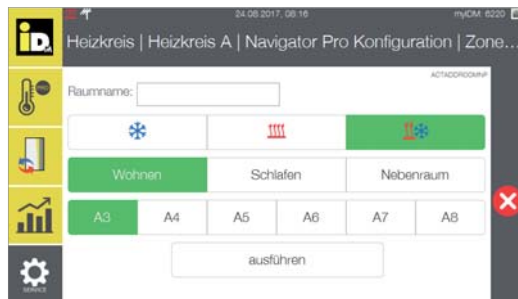 24.08.2017, 08:16
myIDM: 6220
iD.
Heizkreis | Heizkreis A | Navigator Pro Konfiguration | Zone...
ACTADDROOMNP
PRO
Raumname:
Wohnen Schlafen Nebenraum
A3 A4 A5 A6 A7 A8
ausführen
SERVICE